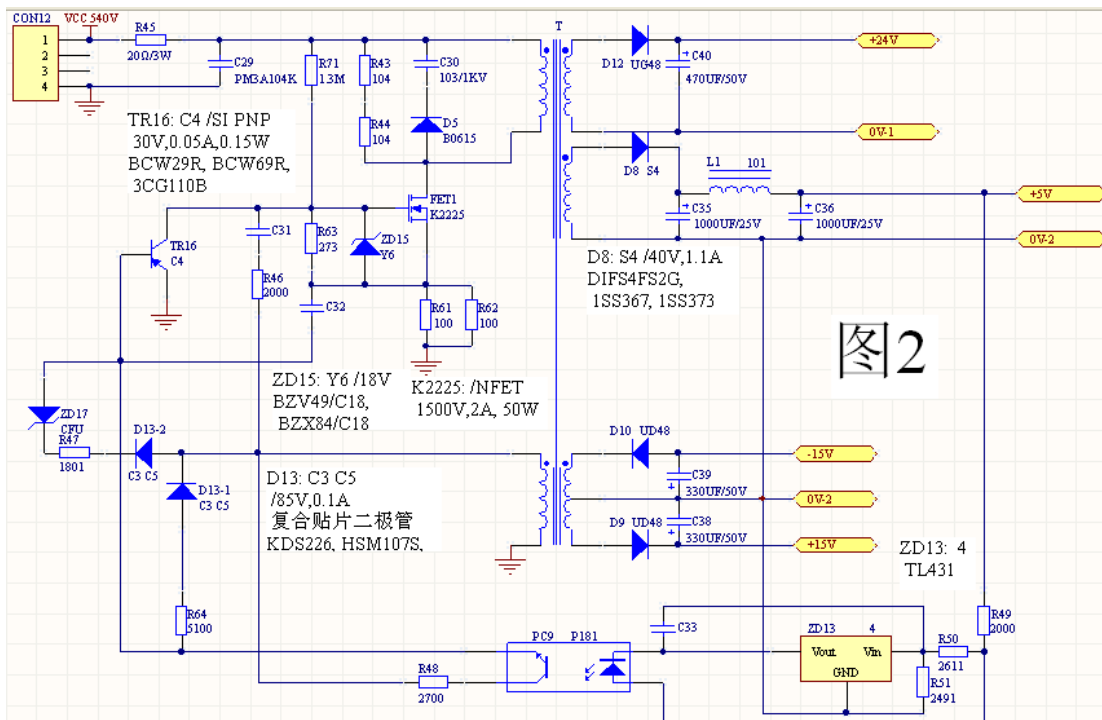 CON12
VCC 540V
1
2
3
4
R45
20Ω/3W
C29
PM3A104K
R71
1.3M
R43
104
R44
104
C30
103/1KV
D5
B0615
T
D12 UG48
C40
470UF/50V
+24V
0V-1
D8 S4
L1 101
C35
1000UF/25V
C36
1000UF/25V
+5V
0V-2
TR16: C4 /SI PNP
30V,0.05A,0.15W
BCW29R, BCW69R,
3CG110B
FET1
K2225
TR16
C4
C31
R46
2000
R63
273
ZD15
Y6
C32
R61
100
R62
100
D8: S4 /40V,1.1A
DIFS4FS2G,
1SS367, 1SS373
图2
ZD15: Y6 /18V
BZV49/C18,
BZX84/C18
K2225: /NFET
1500V,2A, 50W
ZD17
CFU
R47
1801
D13-2
C3 C5
D13-1
C3 C5
D13: C3 C5
/85V,0.1A
复合贴片二极管
KDS226, HSM107S,
D10 UD48
C39
330UF/50V
C38
330UF/50V
D9 UD48
-15V
0V-2
+15V
ZD13: 4
TL431
R64
5100
R48
2700
PC9 P181
C33
ZD13 4
Vout Vin
GND
R49
2000
R50
2611
R51
2491